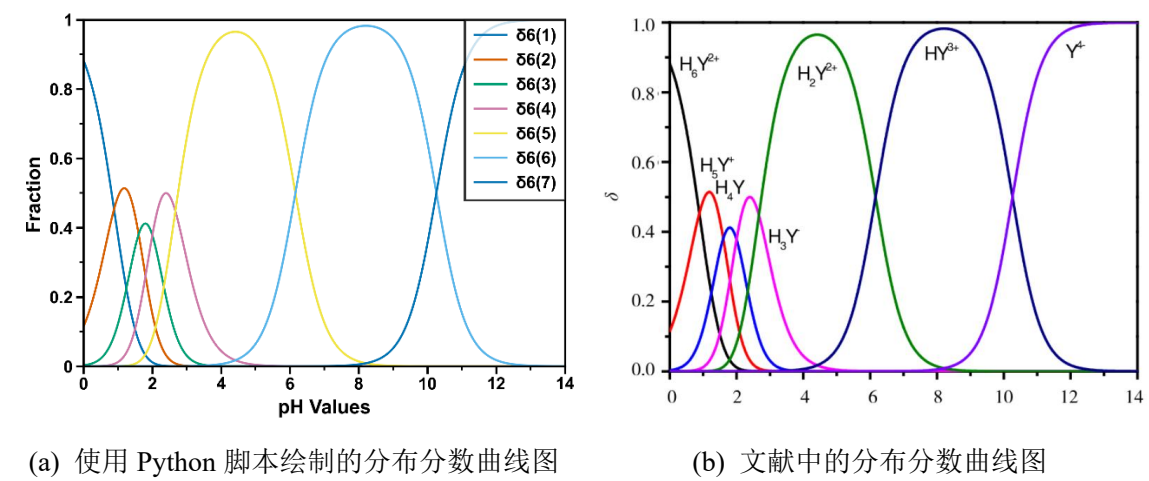 1
0.8
0.6
0.4
0.2
0
0 2 4 6 8 10 12 14
Fraction
pH Values
δ6(1)
δ6(2)
δ6(3)
δ6(4)
δ6(5)
δ6(6)
δ6(7)
(a) 使用 Python 脚本绘制的分布分数曲线图
1.0
0.8
0.6
0.4
0.2
0.0
0 2 4 6 8 10 12 14
δ
H₆Y²⁺
H₅Y⁺
H₄Y
H₃Y
H₂Y²⁺
HY³⁺
Y⁴⁻
(b) 文献中的分布分数曲线图